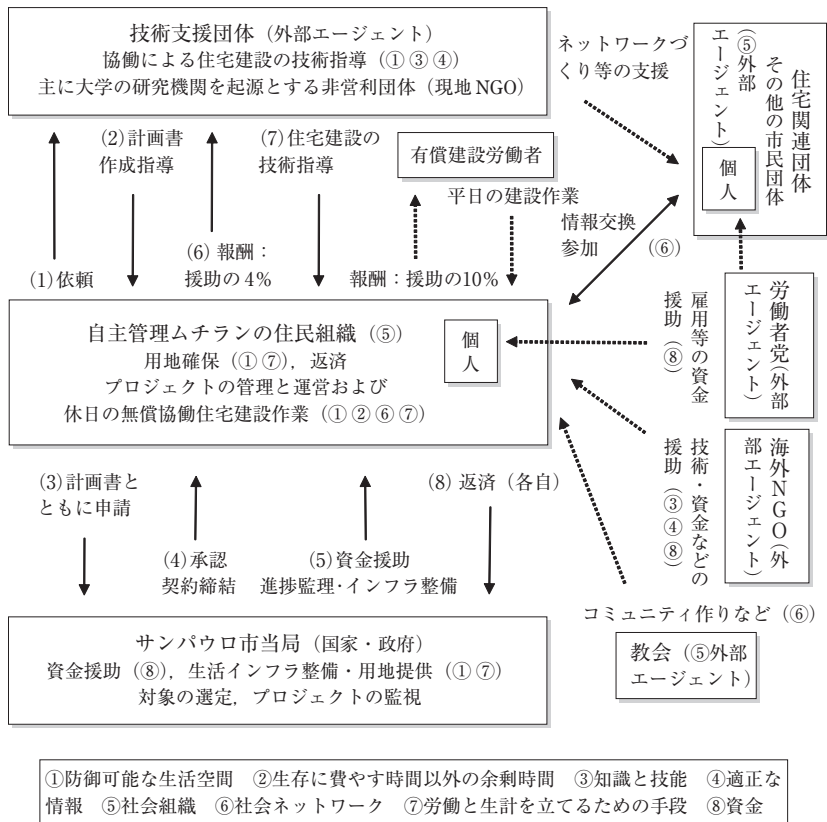 技術支援団体（外部エージェント）
協働による住宅建設の技術指導（①③④）
主に大学の研究機関を起源とする非営利団体（現地NGO）
ネットワークづ
くり等の支援
住宅関連団体
その他の市民団体
（⑤外部
エージェント）
個人
(2)計画書
作成指導
(7)住宅建設の
技術指導
有償建設労働者
平日の建設作業
情報交換
参加
（⑥）
(1)依頼
(6) 報酬：
援助の4％
報酬：援助の10％
自主管理ムチランの住民組織（⑤）
用地確保（①⑦），返済
プロジェクトの管理と運営および
休日の無償協働住宅建設作業（①②⑥⑦）
個人
雇用等の資金
援助（⑧）
労働者党（外部
エージェント）
技術・資金などの
援助（③④⑧）
海外NGO（外
部エージェント）
(3)計画書と
ともに申請
(8) 返済（各自）
(4)承認
契約締結
(5)資金援助
進捗監理･インフラ整備
コミュニティ作りなど（⑥）
教会（⑤外部
エージェント）
サンパウロ市当局（国家・政府）
資金援助（⑧），生活インフラ整備・用地提供（①⑦）
対象の選定，プロジェクトの監視
①防御可能な生活空間　②生存に費やす時間以外の余剰時間　③知識と技能　④適正な
情報　⑤社会組織　⑥社会ネットワーク　⑦労働と生計を立てるための手段　⑧資金